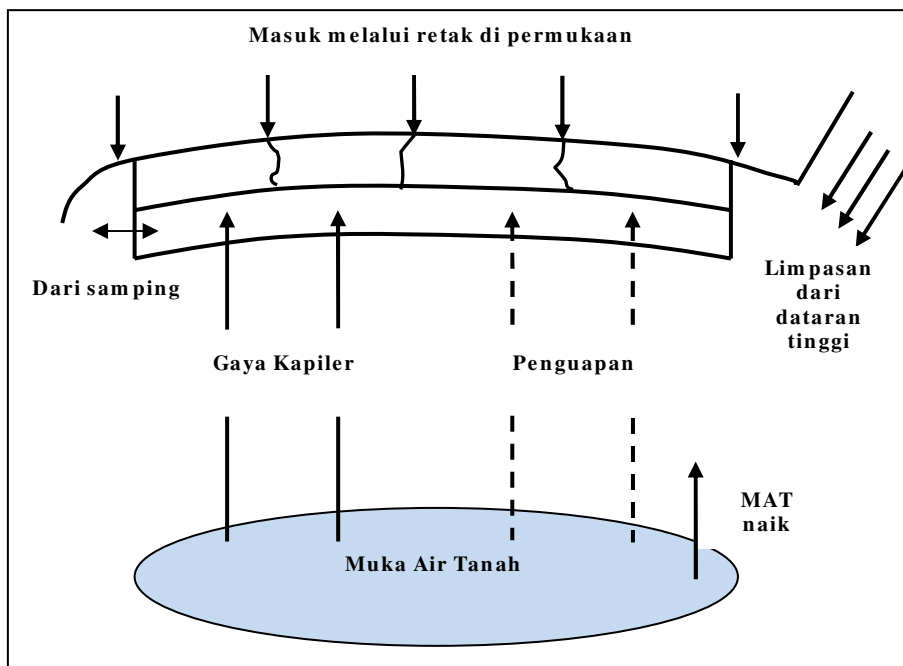 Masuk melalui retak di permukaan
Dari samping
Limpasan
dari
dataran
tinggi
Gaya Kapiler
Penguapan
MAT
naik
Muka Air Tanah